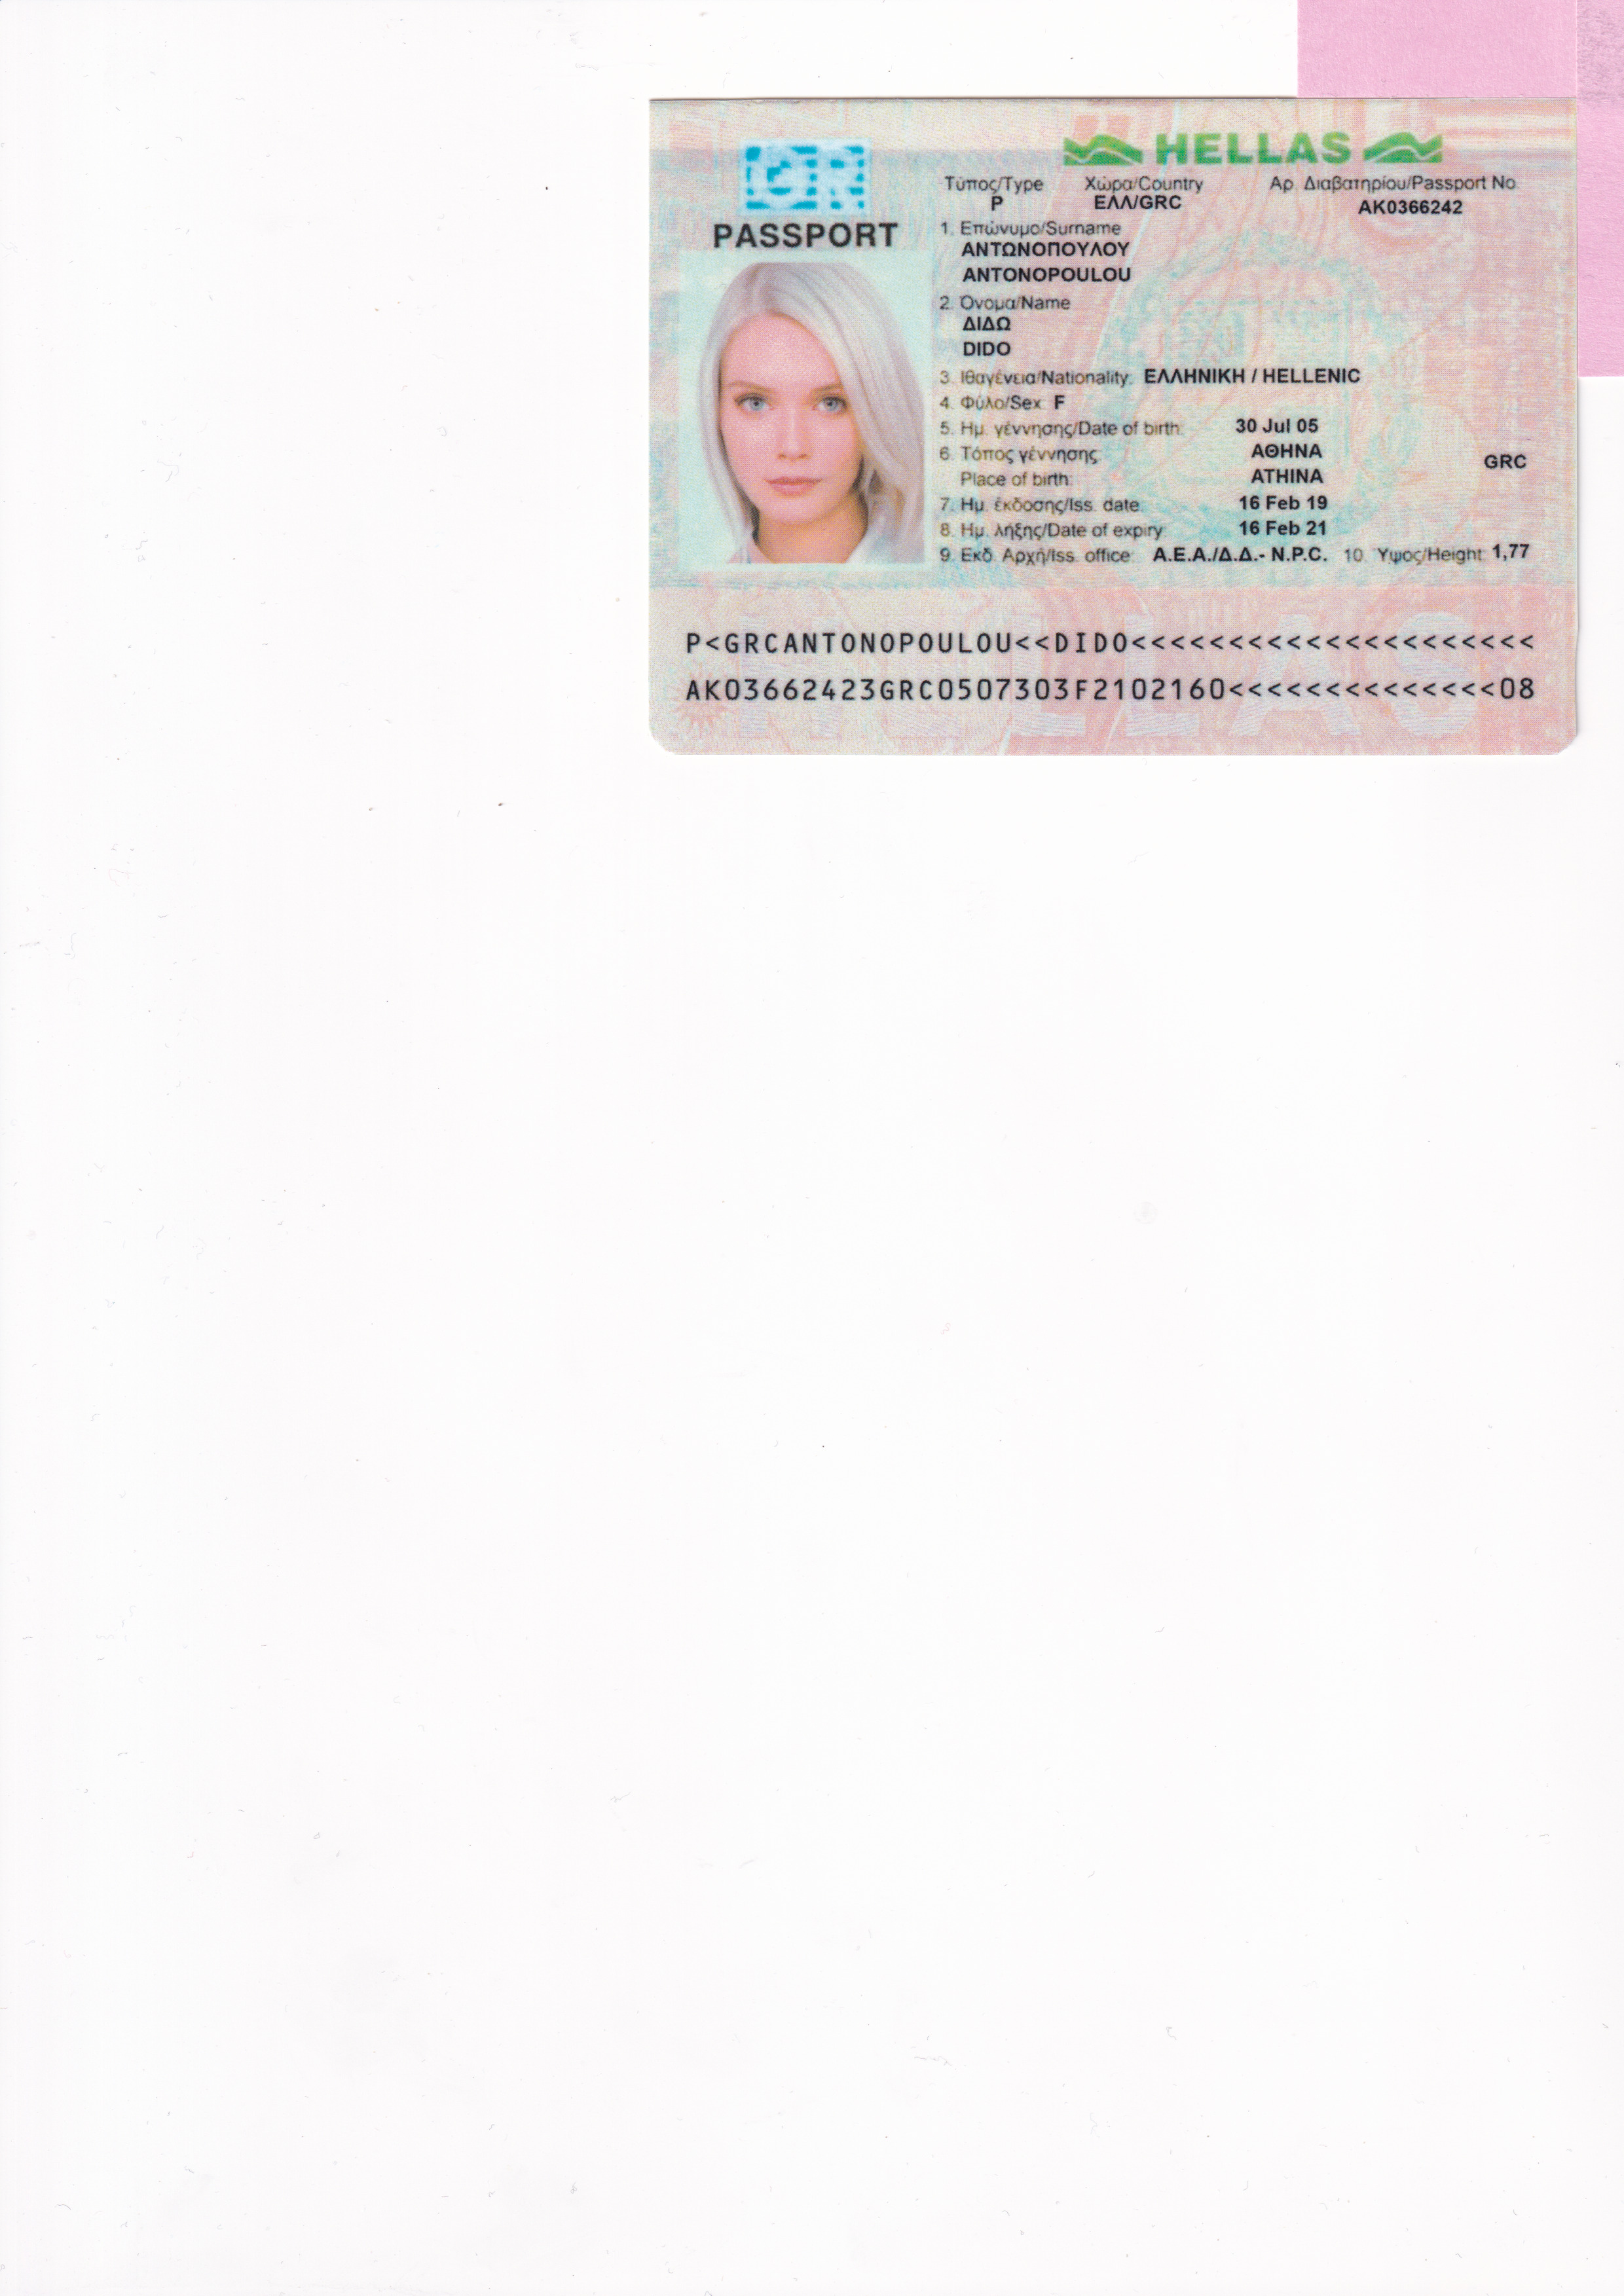 GR
PASSPORT
HELLAS
Τύπος/Type Χώρα/Country Αρ. Διαβατηρίου/Passport No
P ΕΛΛ/GRC AK0366242
1. Επώνυμο/Surname
ΑΝΤΩΝΟΠΟΥΛΟΥ
ANTONOPOULOU
2. Όνομα/Name
ΔΙΔΩ
DIDO
3. Ιθαγένεια/Nationality: ΕΛΛΗΝΙΚΗ / HELLENIC
4. Φύλο/Sex: F
5. Ημ. γέννησης/Date of birth: 30 Jul 05
6. Τόπος γέννησης ΑΘΗΝΑ
Place of birth: ATHINA GRC
7. Ημ. έκδοσης/Iss. date: 16 Feb 19
8. Ημ. λήξης/Date of expiry: 16 Feb 21
9. Εκδ. Αρχή/Iss. office: Α.Ε.Α./Δ.Δ.- N.P.C. 10. Ύψος/Height: 1,77
P<GRCANTONOPOULOU<<DIDO<<<<<<<<<<<<<<<<<<<<<
AK03662423GRC0507303F2102160<<<<<<<<<<<<<<08
HELLAS